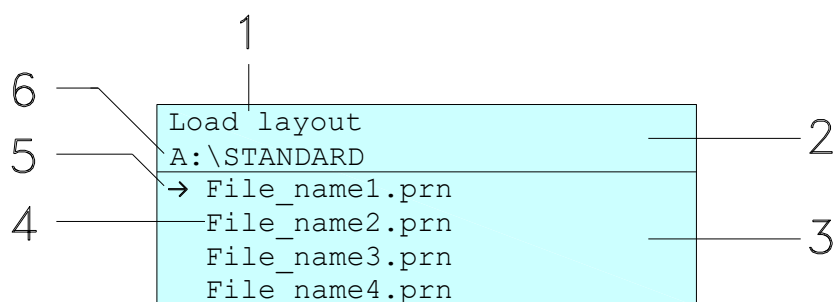 1
6
Load layout
2
A:\STANDARD
5
→ File_name1.prn
4
File_name2.prn
3
File_name3.prn
File_name4.prn